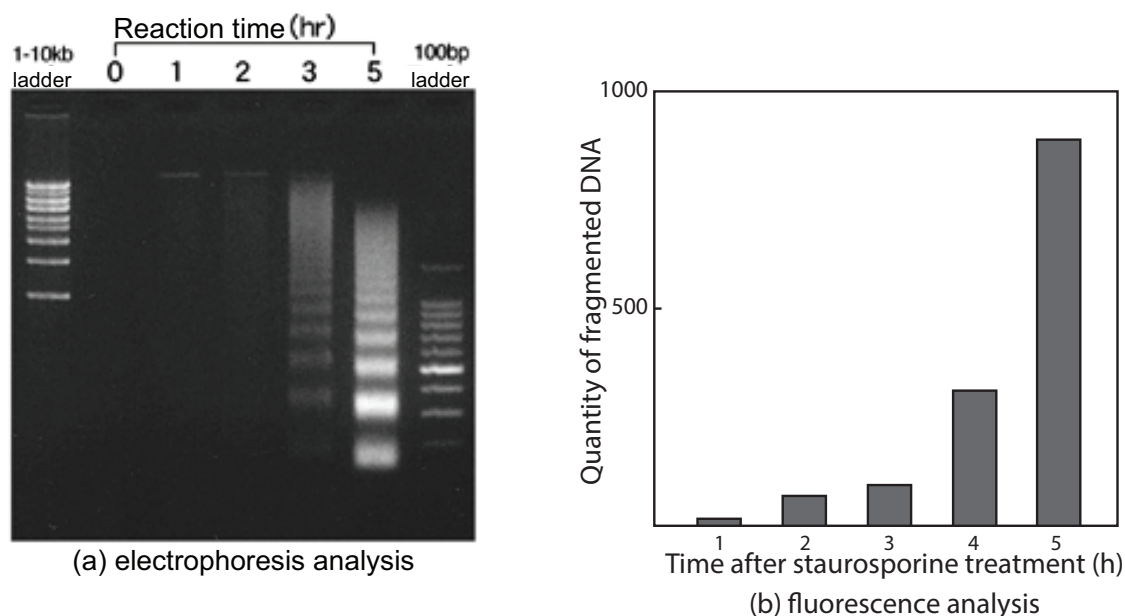 Reaction time (hr)
1-10kb
ladder
0 1 2 3 5
100bp
ladder
(a) electrophoresis analysis
1000
500
Quantity of fragmented DNA
1 2 3 4 5
Time after staurosporine treatment (h)
(b) fluorescence analysis